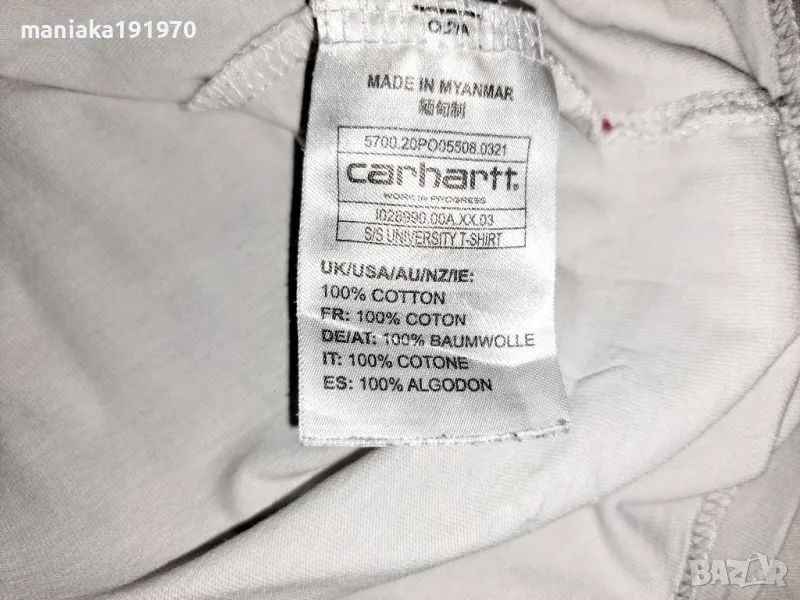 maniaka191970
MADE IN MYANMAR
緬甸制
5700.20PO05508.0321
carhartt.
WORK IN PROGRESS
I028990.00A.XX.03
S/S UNIVERSITY T-SHIRT
UK/USA/AU/NZ/IE:
100% COTTON
FR: 100% COTON
DE/AT: 100% BAUMWOLLE
IT: 100% COTONE
ES: 100% ALGODON
BAZAR